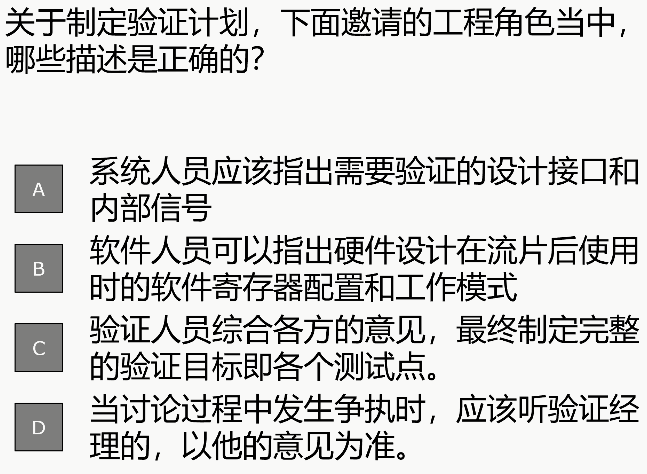 关于制定验证计划，下面邀请的工程角色当中，
哪些描述是正确的？
A
系统人员应该指出需要验证的设计接口和
内部信号
B
软件人员可以指出硬件设计在流片后使用
时的软件寄存器配置和工作模式
C
验证人员综合各方的意见，最终制定完整
的验证目标即各个测试点。
D
当讨论过程中发生争执时，应该听验证经
理的，以他的意见为准。